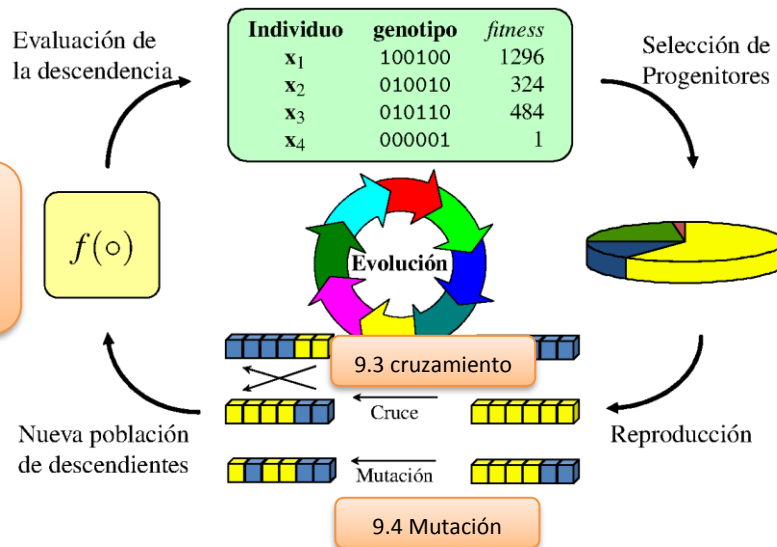 Evaluación de
la descendencia
Individuo genotipo fitness
x1 100100 1296
x2 010010 324
x3 010110 484
x4 000001 1
Selección de
Progenitores
f(∘)
Evolución
9.3 cruzamiento
Cruce
Nueva población
de descendientes
Reproducción
Mutación
9.4 Mutación